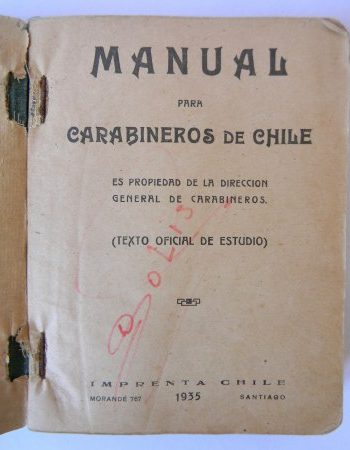 MANUAL
PARA
CARABINEROS DE CHILE
ES PROPIEDAD DE LA DIRECCION
GENERAL DE CARABINEROS.
(TEXTO OFICIAL DE ESTUDIO)
IMPRENTA CHILE
MORANDE 767 1935 SANTIAGO